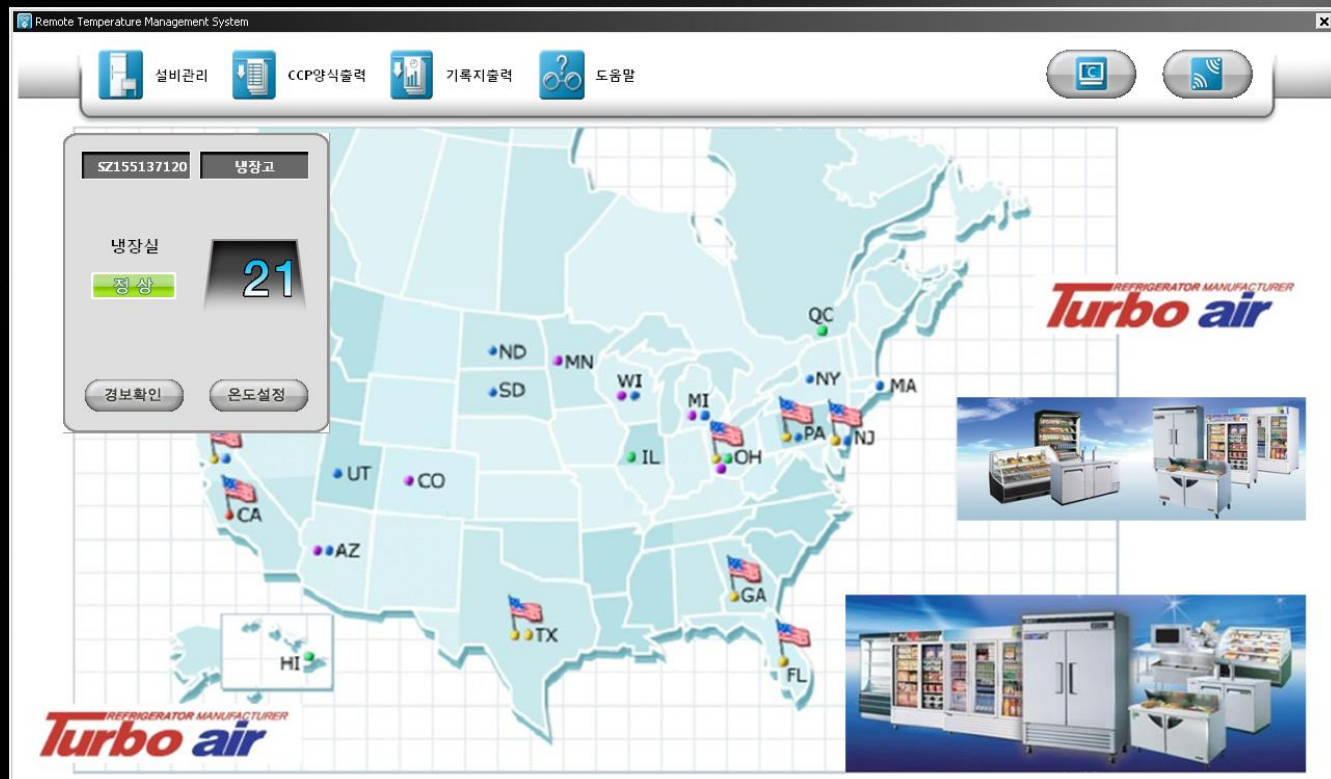 Remote Temperature Management System
설비관리 CCP양식출력 기록지출력 도움말
C
SZ155137120 냉장고
냉장실
정상
21
경보확인 온도설정
REFRIGERATOR MANUFACTURER
Turbo air
QC
ND
MN
SD
WI
MI
NY
MA
PA
NJ
IL
OH
UT
CO
CA
AZ
GA
TX
HI
FL
REFRIGERATOR MANUFACTURER
Turbo air